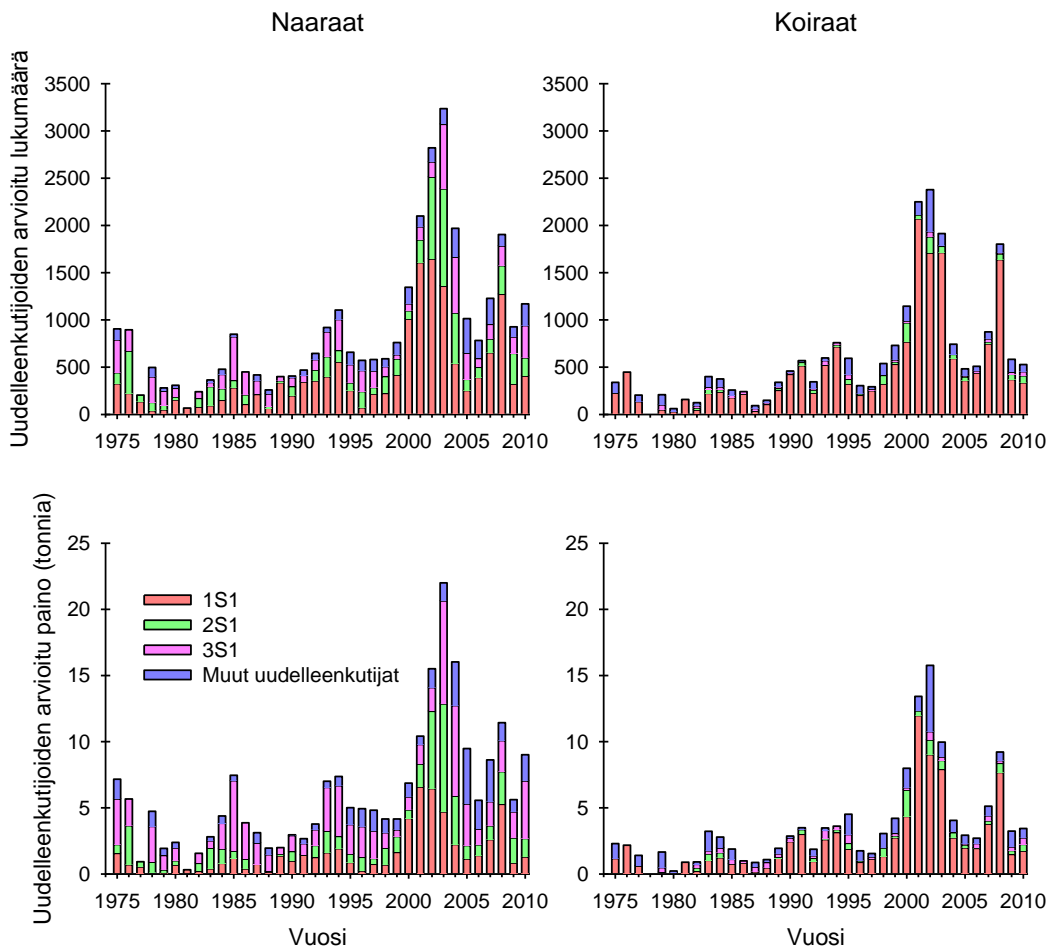 Naaraat
Koiraat
Uudelleenkutijoiden arvioitu lukumäärä
3500
3000
2500
2000
1500
1000
500
0
1975 1980 1985 1990 1995 2000 2005 2010
3500
3000
2500
2000
1500
1000
500
0
1975 1980 1985 1990 1995 2000 2005 2010
Uudelleenkutijoiden arvioitu paino (tonnia)
25
20
15
10
5
0
1S1
2S1
3S1
Muut uudelleenkutijat
1975 1980 1985 1990 1995 2000 2005 2010
Vuosi
25
20
15
10
5
0
1975 1980 1985 1990 1995 2000 2005 2010
Vuosi